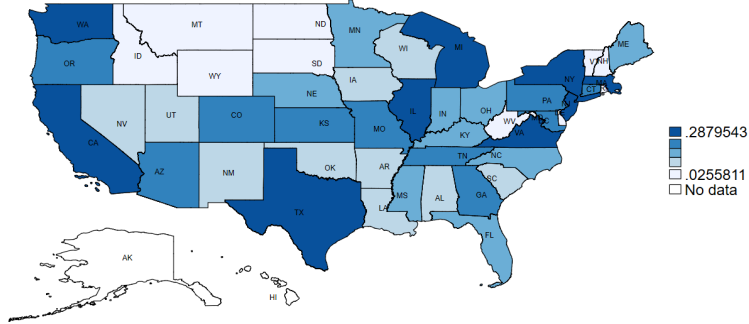 WA
MT
ND
MN
ME
OR
ID
SD
WI
MI
VT
NH
NY
WY
IA
NE
PA
CT
MA
NV
UT
CO
KS
MO
IL
IN
OH
WV
VA
KY
CA
AZ
NM
OK
AR
TN
NC
SC
TX
LA
MS
AL
GA
FL
AK
HI
.2879543
.0255811
No data